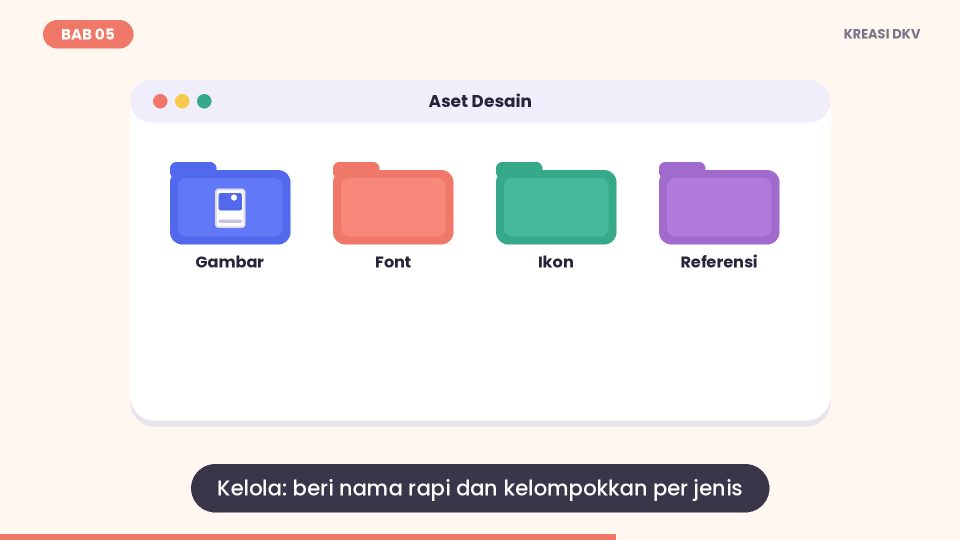 BAB 05
KREASI DKV
Aset Desain
Gambar
Font
Ikon
Referensi
Kelola: beri nama rapi dan kelompokkan per jenis